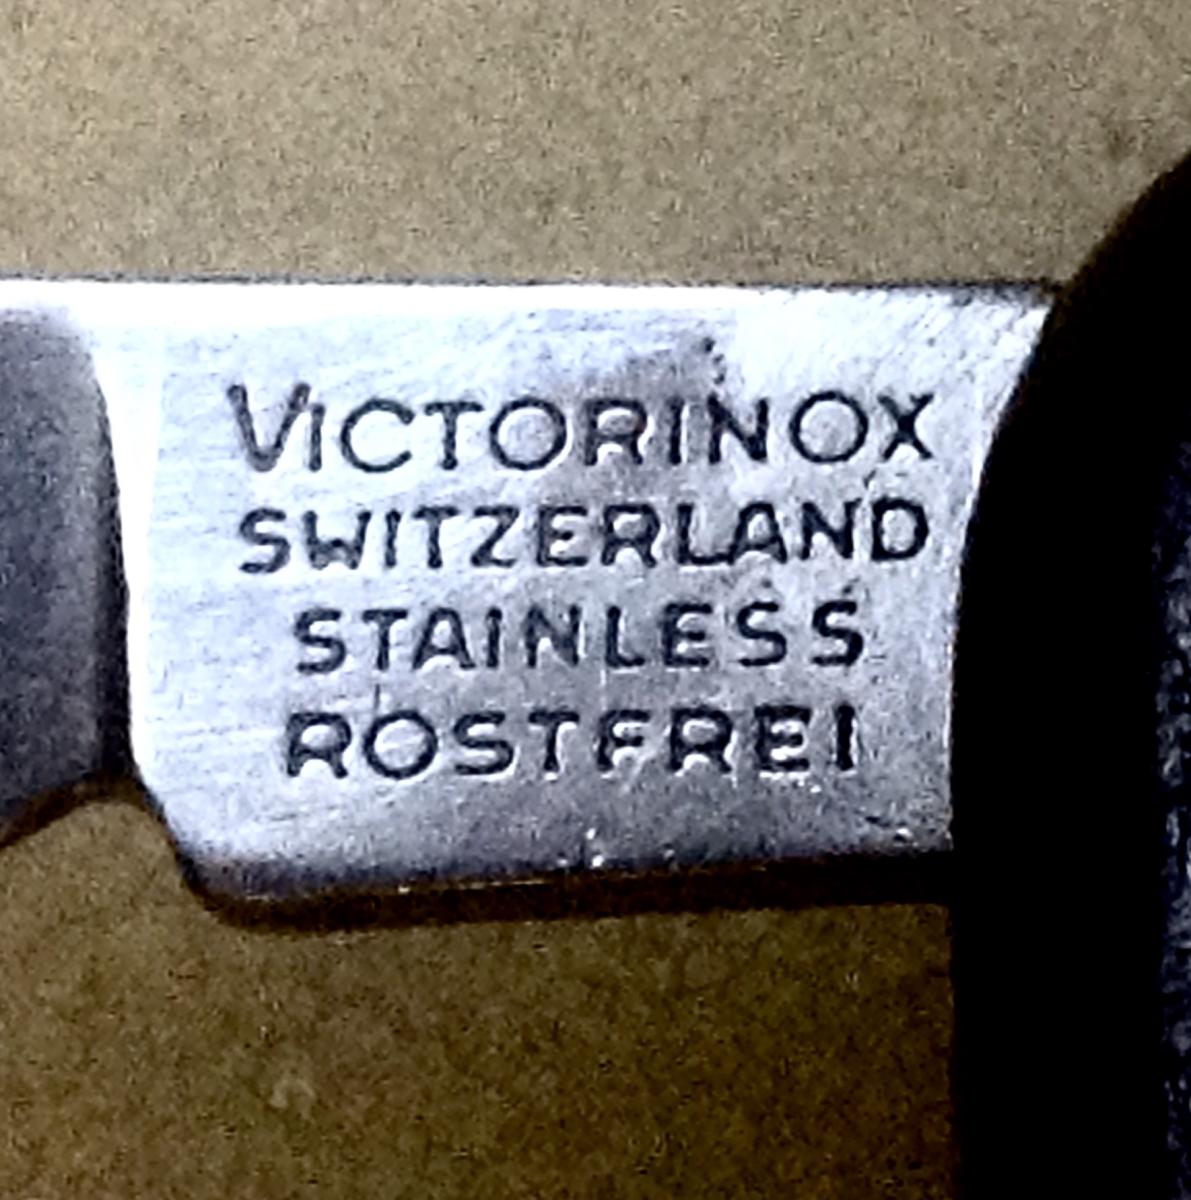 VICTORINOX
SWITZERLAND
STAINLESS
ROSTFREI